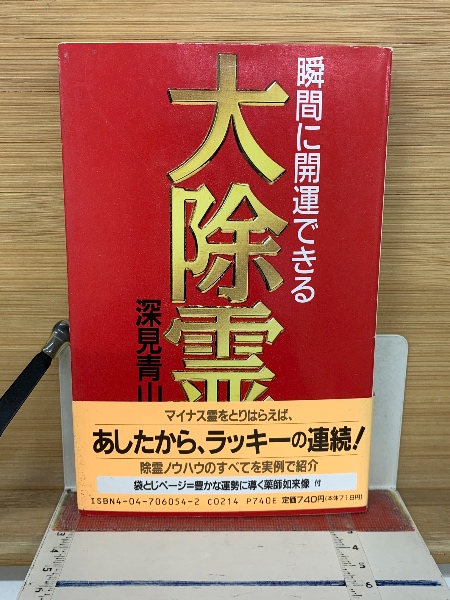 瞬間に開運できる
大除霊
深見青山
マイナス霊をとりはらえば、
あしたから、ラッキーの連続!
除霊ノウハウのすべてを実例で紹介
袋とじページ=豊かな運勢に導く薬師如来像 付
ISBN4-04-706054-2 C0214 P740E 定価740円(本体718円)